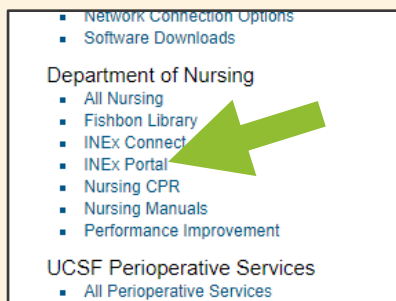 Network Connection Options
Software Downloads
Department of Nursing
All Nursing
Fishbon Library
INEx Connect
INEx Portal
Nursing CPR
Nursing Manuals
Performance Improvement
UCSF Perioperative Services
All Perioperative Services